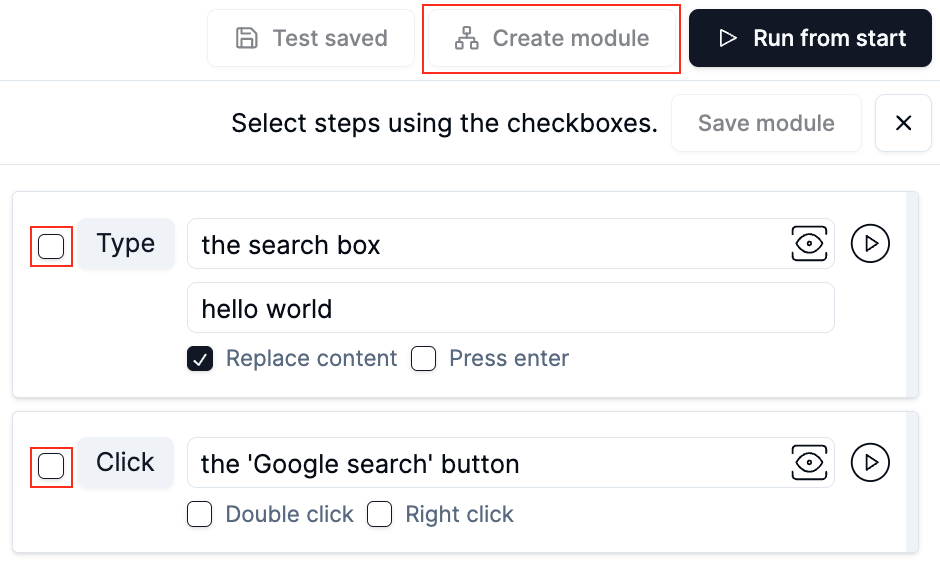 Test saved Create module Run from start
Select steps using the checkboxes. Save module
Type the search box
hello world
Replace content Press enter
Click the 'Google search' button
Double click Right click